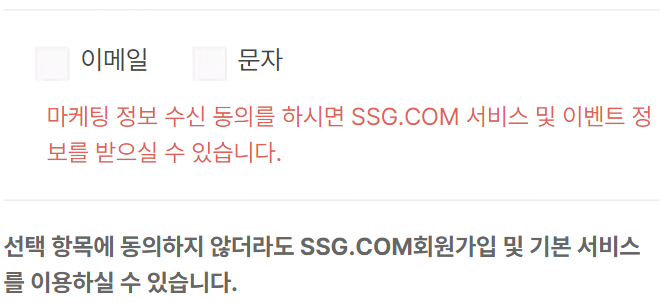 이메일 문자
마케팅 정보 수신 동의를 하시면 SSG.COM 서비스 및 이벤트 정
보를 받으실 수 있습니다.
선택 항목에 동의하지 않더라도 SSG.COM회원가입 및 기본 서비스
를 이용하실 수 있습니다.